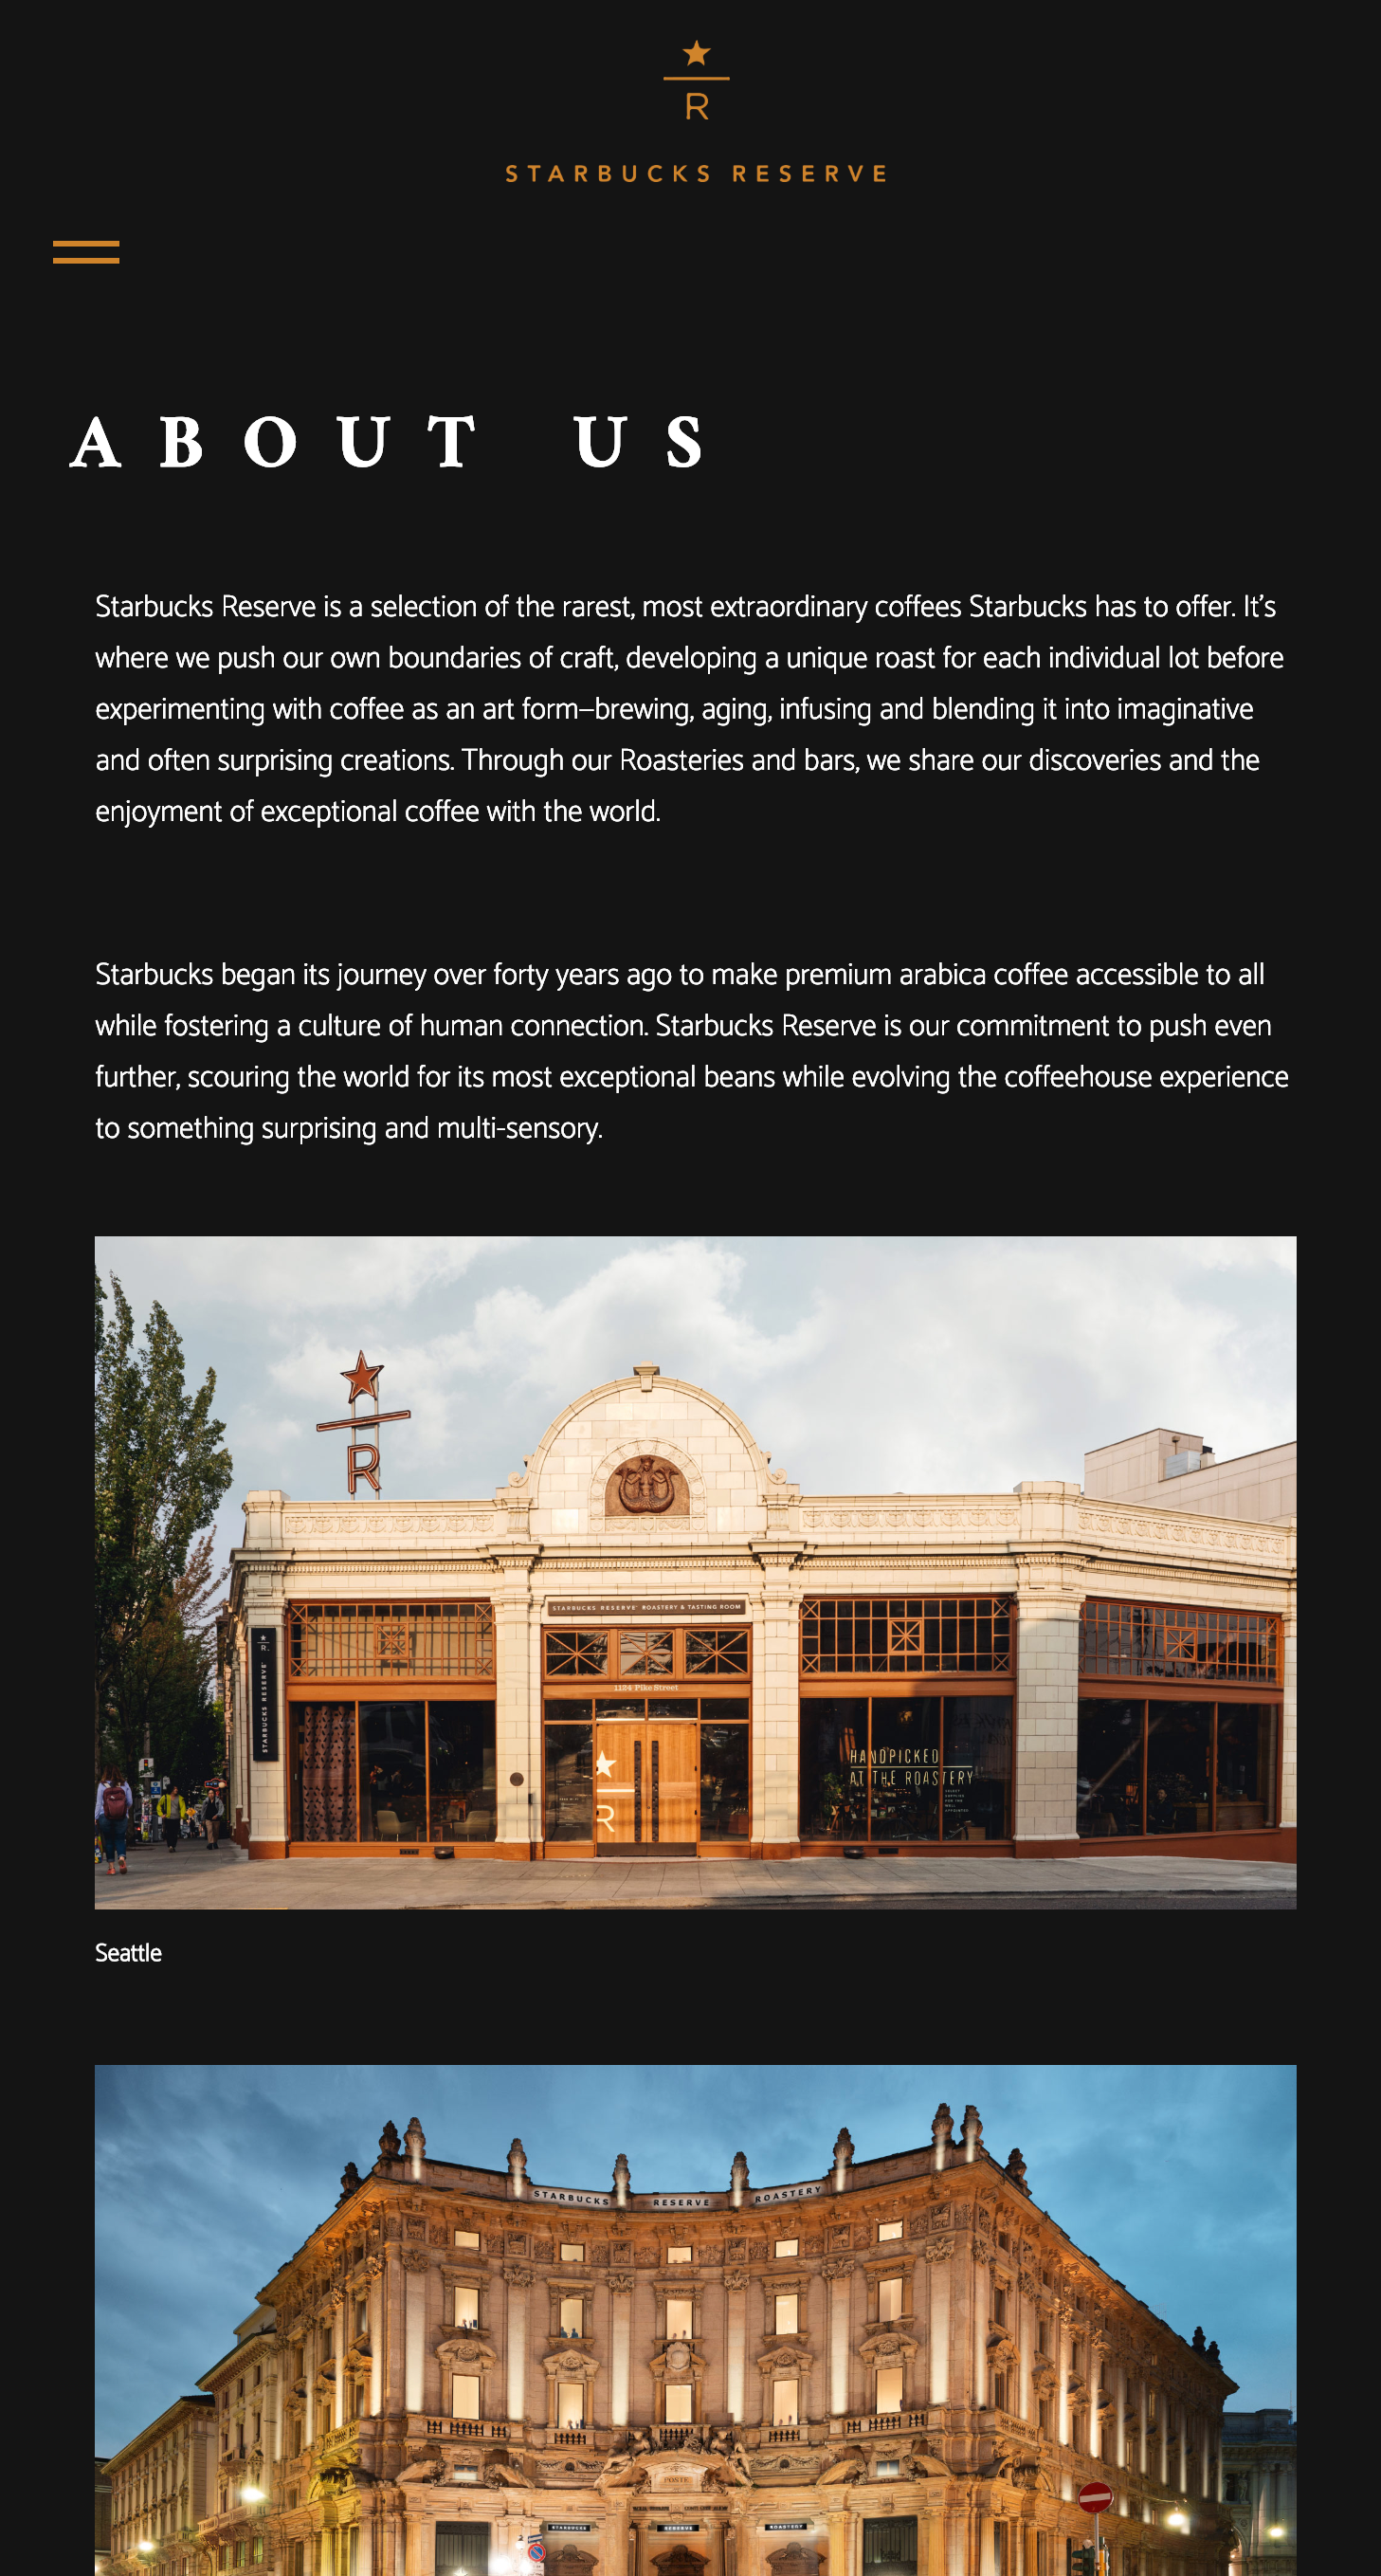 R
STARBUCKS RESERVE
ABOUT US
Starbucks Reserve is a selection of the rarest, most extraordinary coffees Starbucks has to offer. It’s
where we push our own boundaries of craft, developing a unique roast for each individual lot before
experimenting with coffee as an art form—brewing, aging, infusing and blending it into imaginative
and often surprising creations. Through our Roasteries and bars, we share our discoveries and the
enjoyment of exceptional coffee with the world.
Starbucks began its journey over forty years ago to make premium arabica coffee accessible to all
while fostering a culture of human connection. Starbucks Reserve is our commitment to push even
further, scouring the world for its most exceptional beans while evolving the coffeehouse experience
to something surprising and multi-sensory.
R
STARBUCKS RESERVE® ROASTERY & TASTING ROOM
R
STARBUCKS RESERVE
1124 Pike Street
HANDPICKED
AT THE ROASTERY
R
Seattle
STARBUCKS RESERVE ROASTERY
POSTE
STARBUCKS RESERVE ROASTERY
2